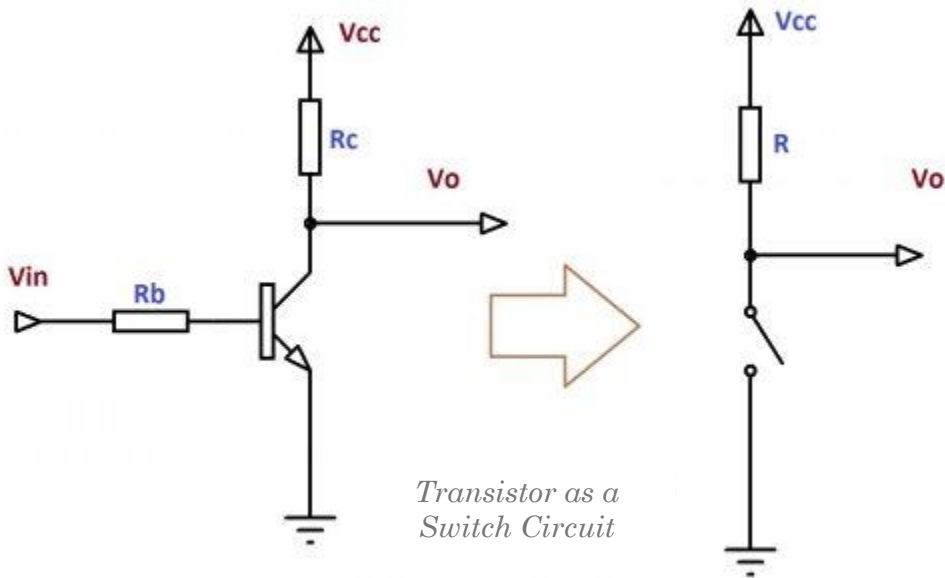 Vcc
Rc
Vo
Vin
Rb
Vcc
R
Vo
Transistor as a
Switch Circuit